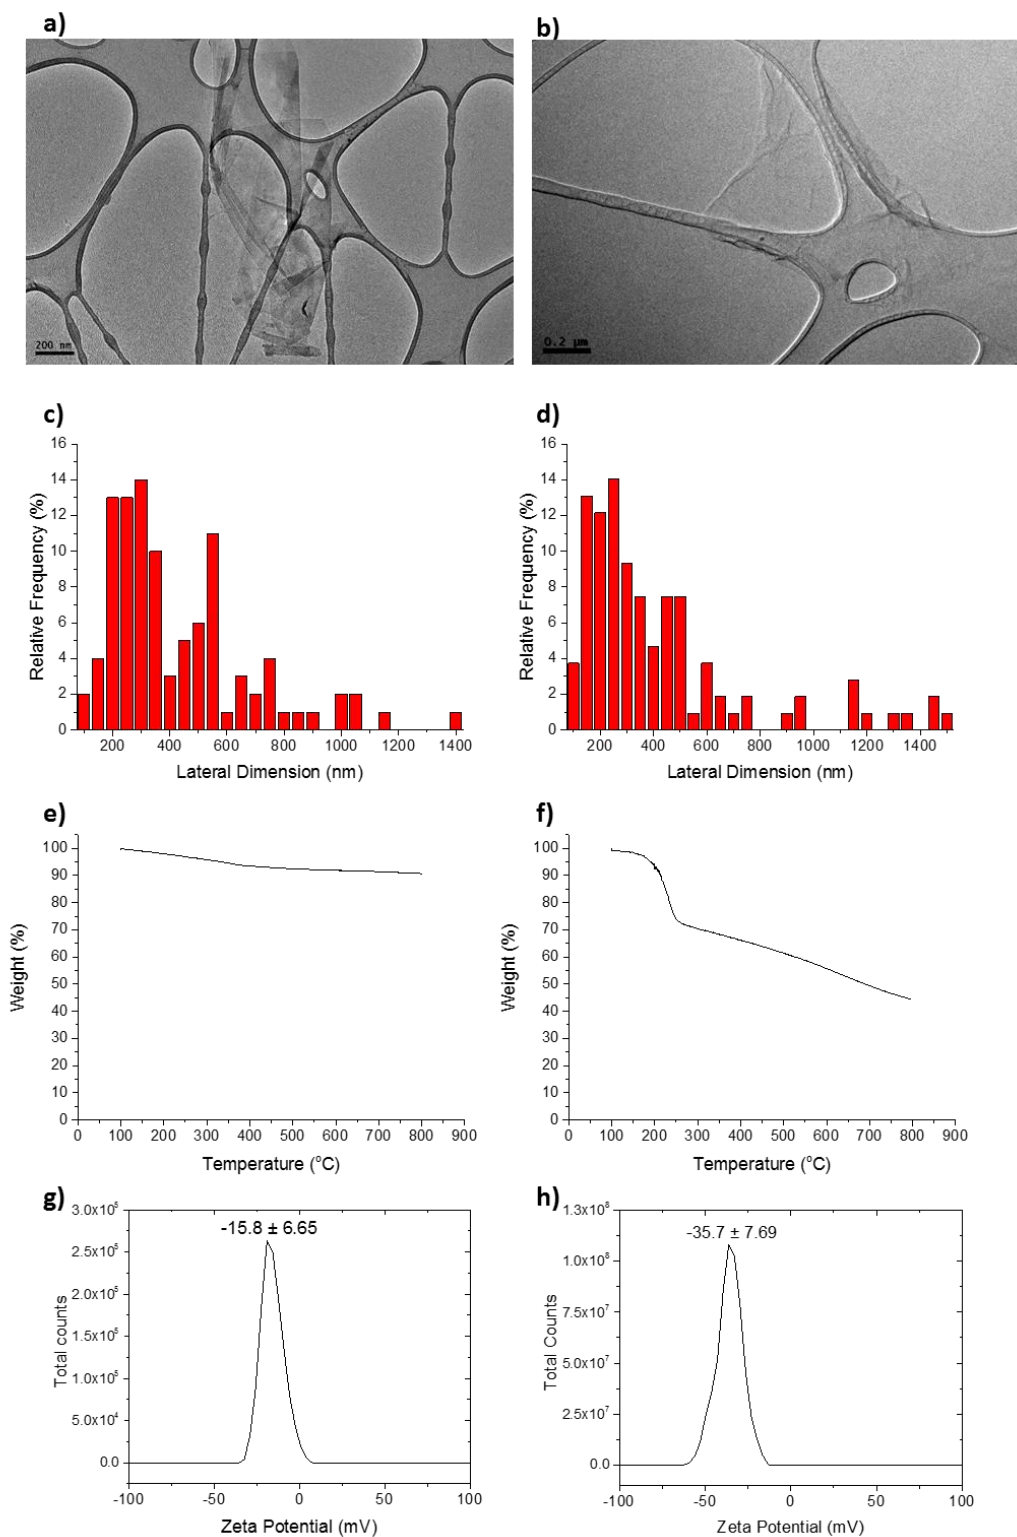 a)
b)
200 nm
0.2 µm
c)
d)
16
14
12
10
8
6
4
2
0
Relative Frequency (%)
200 400 600 800 1000 1200 1400
Lateral Dimension (nm)
16
14
12
10
8
6
4
2
0
Relative Frequency (%)
200 400 600 800 1000 1200 1400
Lateral Dimension (nm)
e)
f)
100
90
80
70
60
50
40
30
20
10
0
Weight (%)
0 100 200 300 400 500 600 700 800 900
Temperature (°C)
100
90
80
70
60
50
40
30
20
10
0
Weight (%)
0 100 200 300 400 500 600 700 800 900
Temperature (°C)
g)
h)
3.0x10⁵
2.5x10⁵
2.0x10⁵
1.5x10⁵
1.0x10⁵
5.0x10⁴
0.0
Total counts
-15.8 ± 6.65
-100 -50 0 50 100
Zeta Potential (mV)
1.3x10⁸
1.0x10⁸
7.5x10⁷
5.0x10⁷
2.5x10⁷
0.0
Total Counts
-35.7 ± 7.69
-100 -50 0 50 100
Zeta Potential (mV)